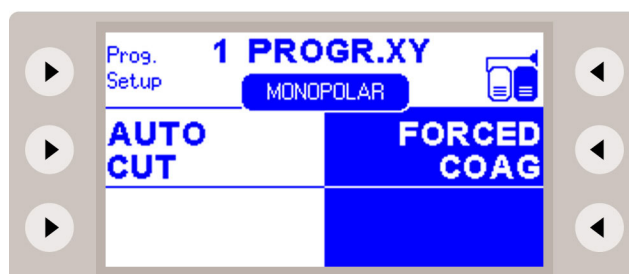 Prog. 1 PROGR.XY
Setup
MONOPOLAR
AUTO FORCED
CUT COAG